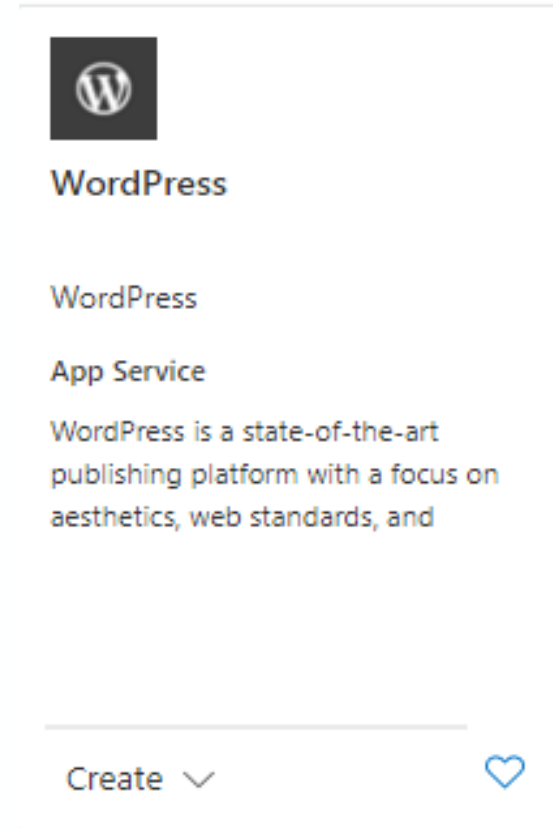 WordPress
WordPress
App Service
WordPress is a state-of-the-art
publishing platform with a focus on
aesthetics, web standards, and
Create